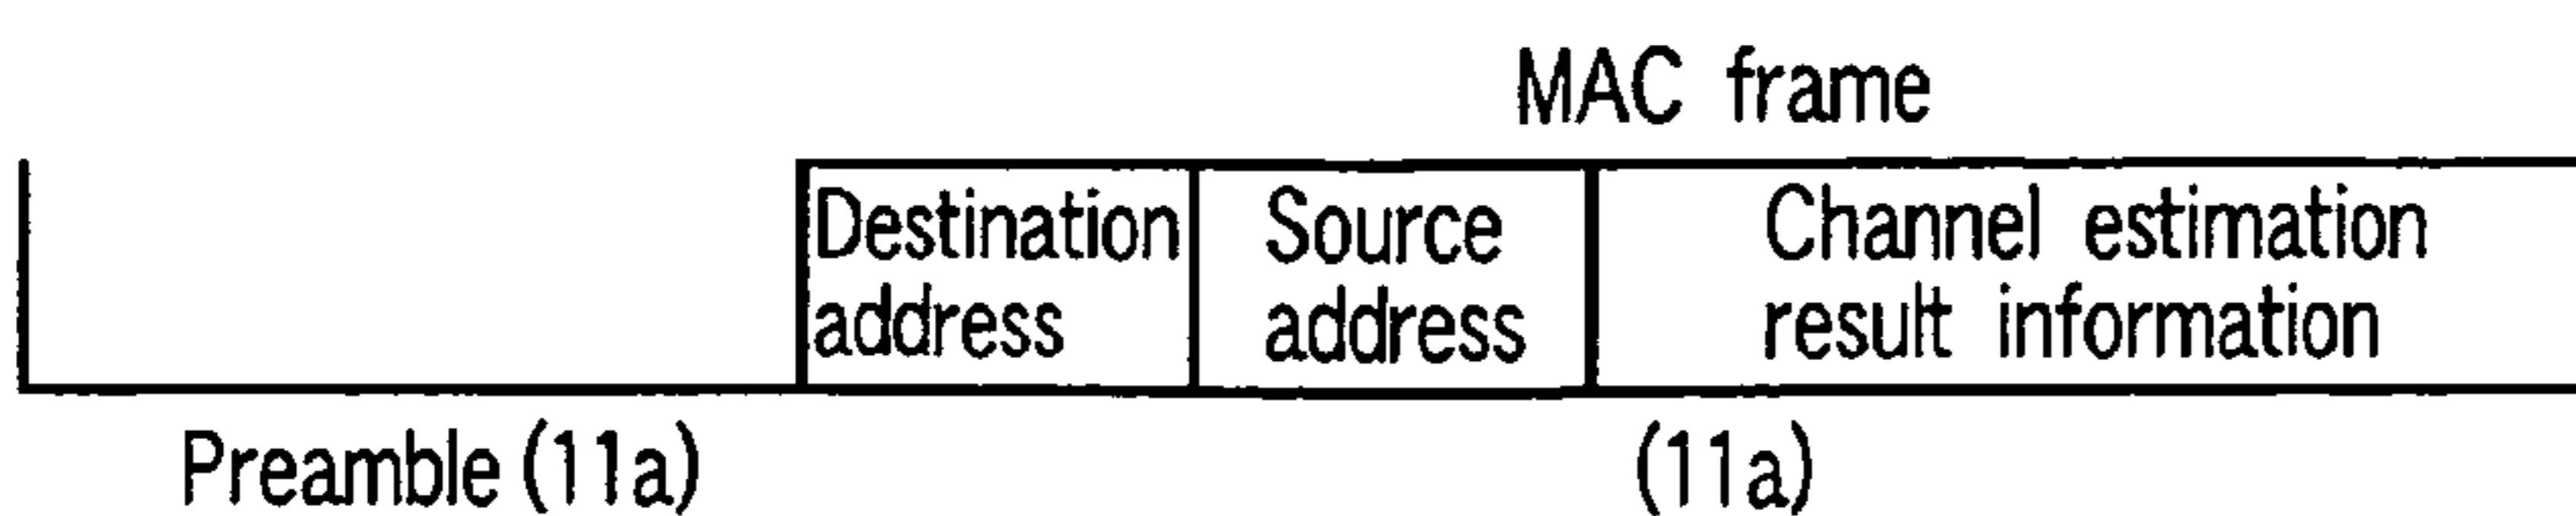 MAC frame
Destination address
Source address
Channel estimation
result information
Preamble (11a)
(11a)